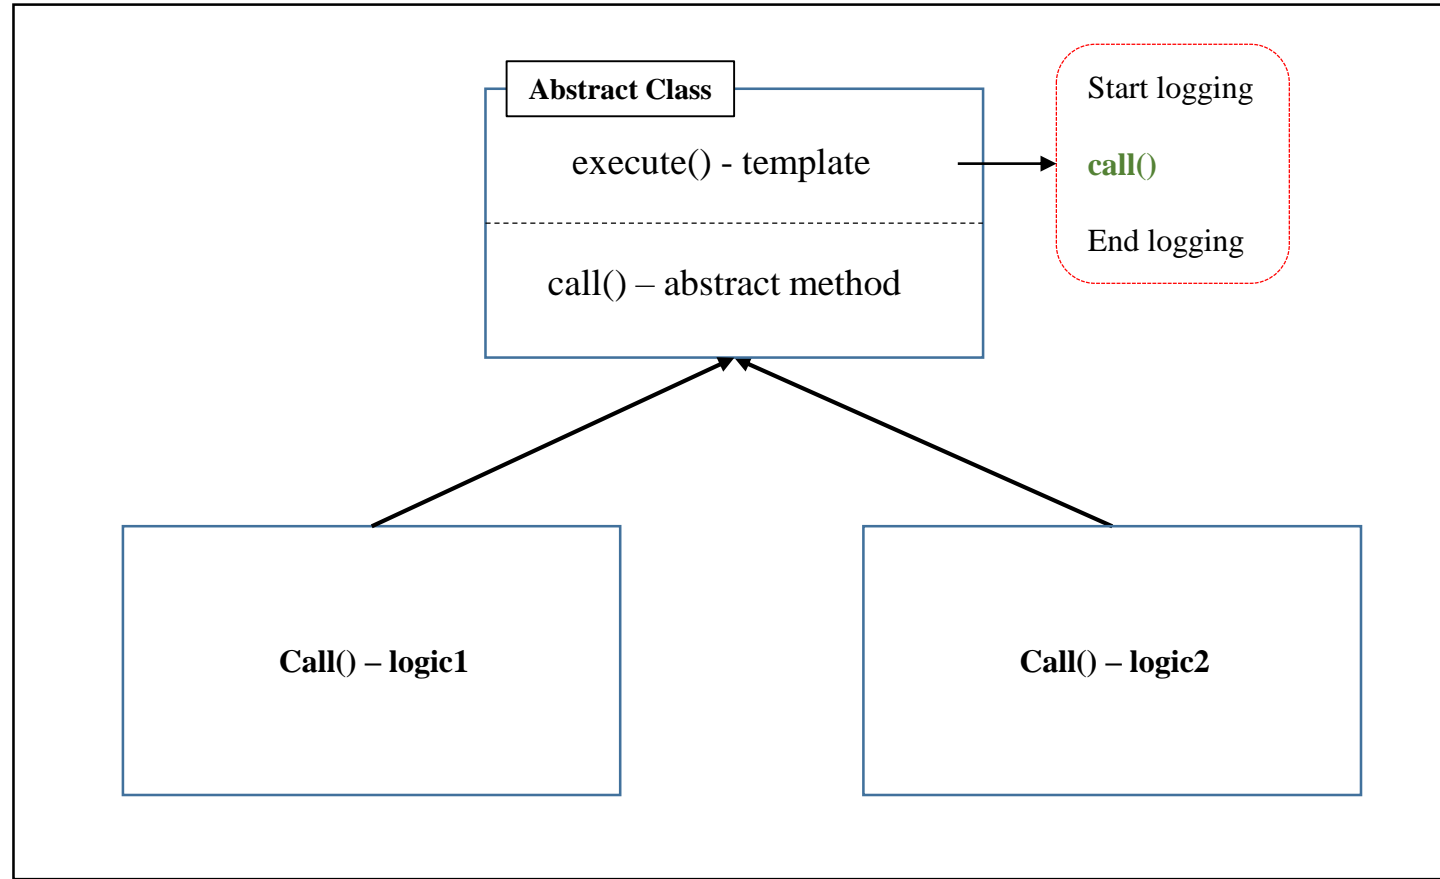 Abstract Class
execute() - template
call() – abstract method
Start logging
call()
End logging
Call() – logic1
Call() – logic2